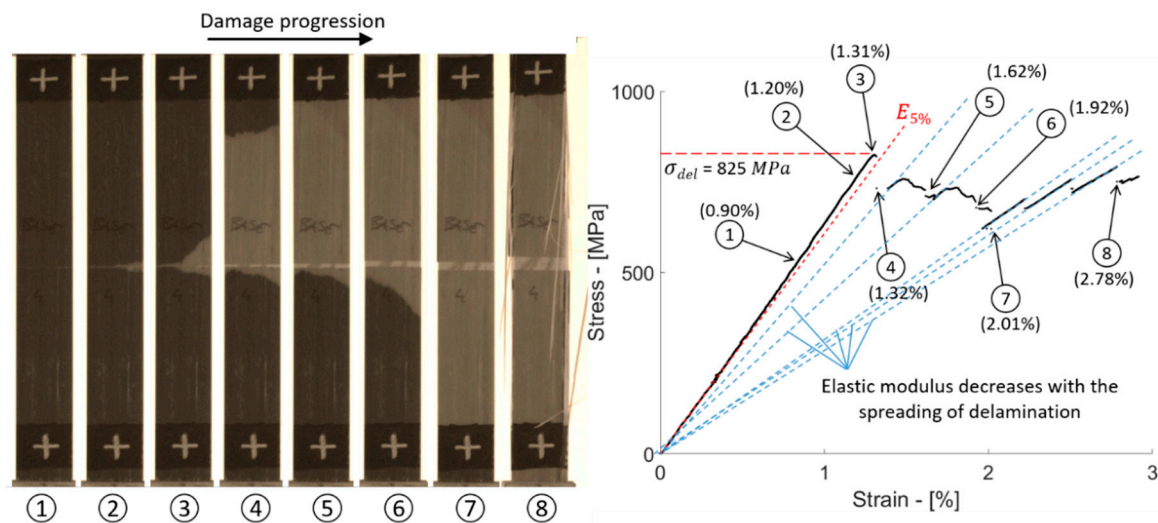 Damage progression
① ② ③ ④ ⑤ ⑥ ⑦ ⑧
Stress - [MPa]
1000
500
0
0 1 2 3
Strain - [%]
σ_del = 825 MPa
E_5%
(0.90%)
1
(1.20%)
2
(1.31%)
3
4
(1.32%)
(1.62%)
5
(1.92%)
6
7
(2.01%)
8
(2.78%)
Elastic modulus decreases with the
spreading of delamination